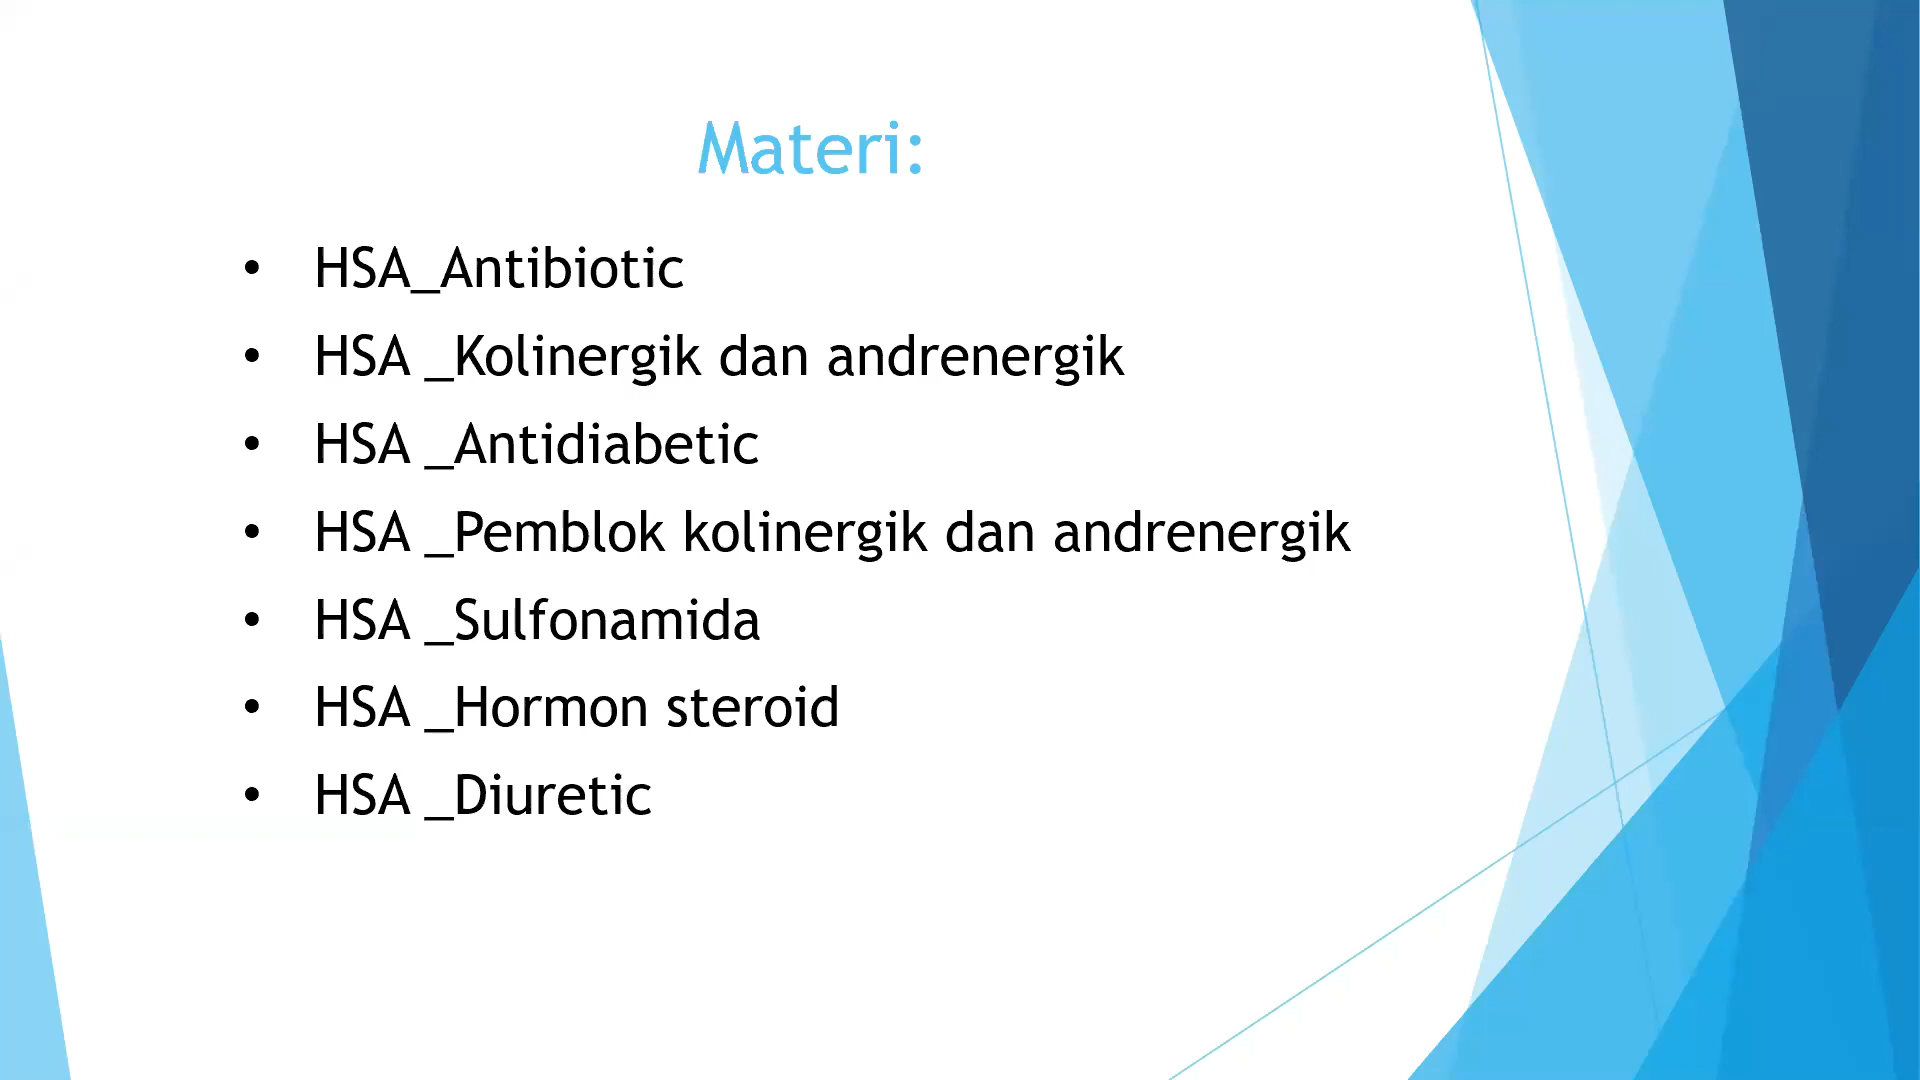 Materi:
• HSA_Antibiotic
• HSA _Kolinergik dan andrenergik
• HSA _Antidiabetic
• HSA _Pemblok kolinergik dan andrenergik
• HSA _Sulfonamida
• HSA _Hormon steroid
• HSA _Diuretic